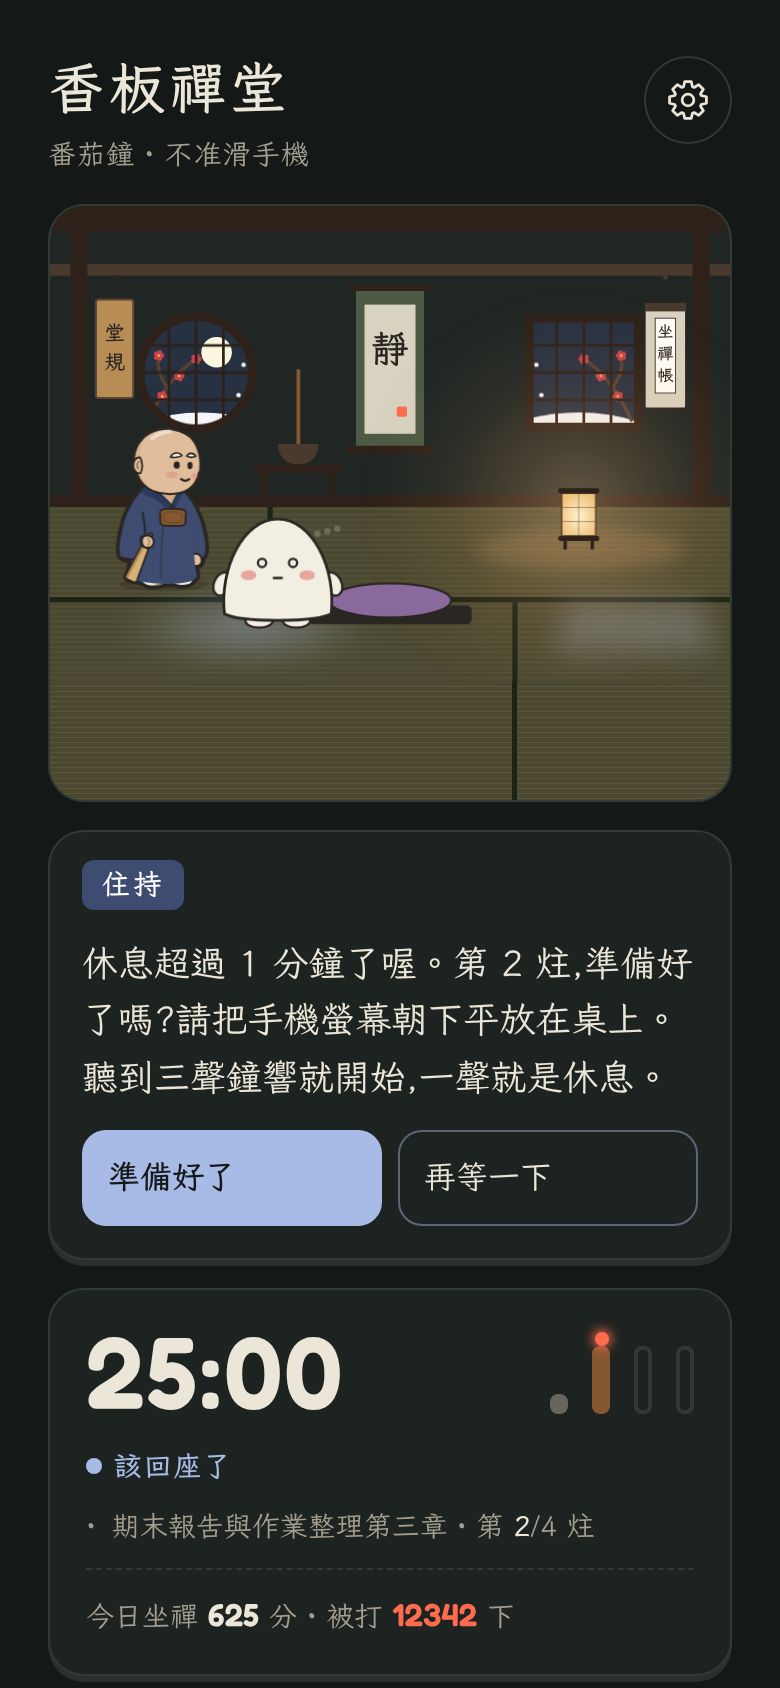 香板禪堂
番茄鐘・不准滑手機
堂規
靜
坐禪帳
住持
休息超過 1 分鐘了喔。第 2 炷,準備好
了嗎?請把手機螢幕朝下平放在桌上。
聽到三聲鐘響就開始,一聲就是休息。
準備好了
再等一下
25:00
該回座了
・ 期末報告與作業整理第三章・第 2/4 炷
今日坐禪 625 分・被打 12342 下